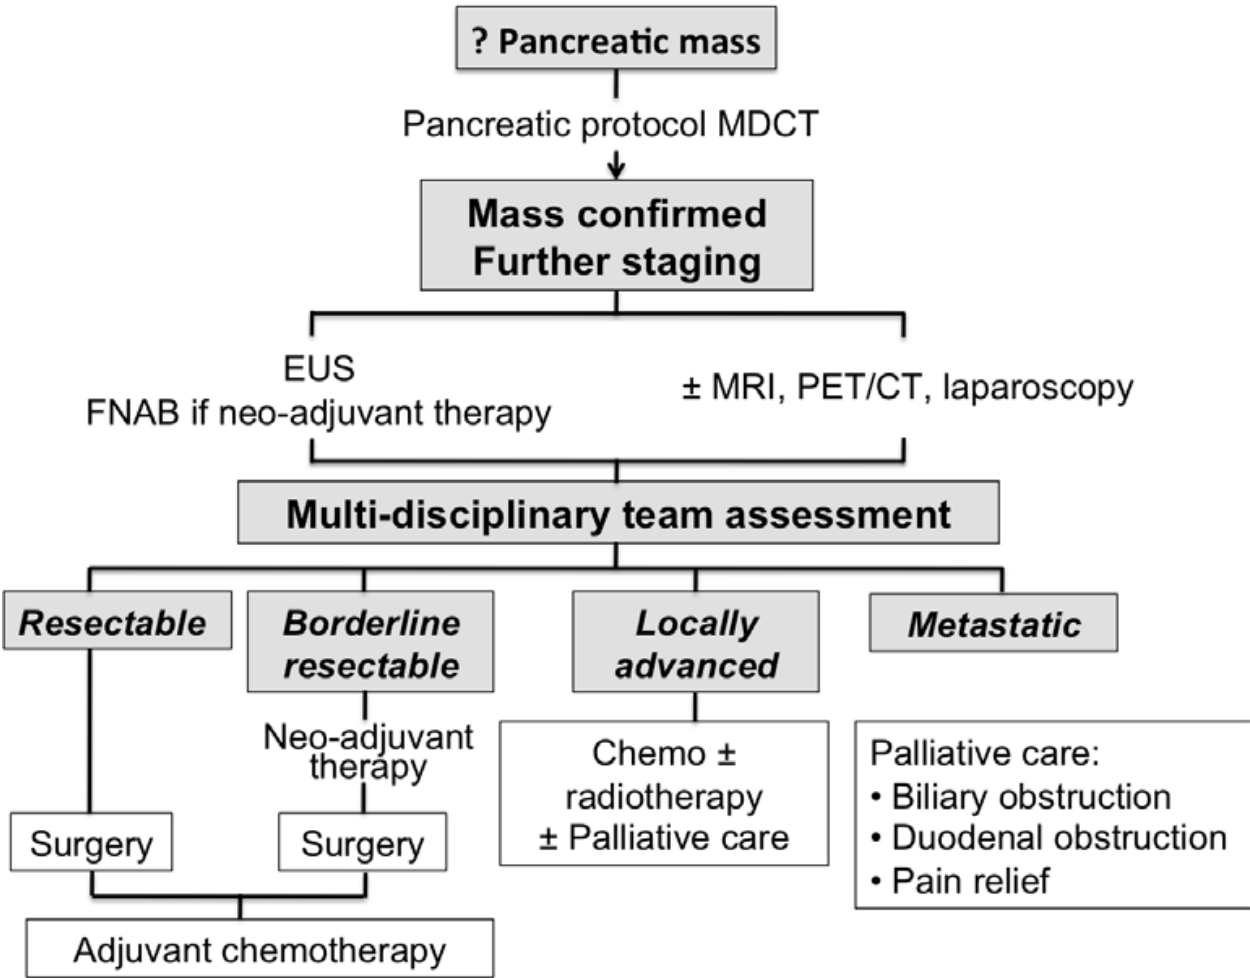 ? Pancreatic mass
Pancreatic protocol MDCT
Mass confirmed
Further staging
EUS
FNAB if neo-adjuvant therapy
± MRI, PET/CT, laparoscopy
Multi-disciplinary team assessment
Resectable
Borderline
resectable
Locally
advanced
Metastatic
Neo-adjuvant
therapy
Surgery
Surgery
Chemo ±
radiotherapy
± Palliative care
Palliative care:
• Biliary obstruction
• Duodenal obstruction
• Pain relief
Adjuvant chemotherapy